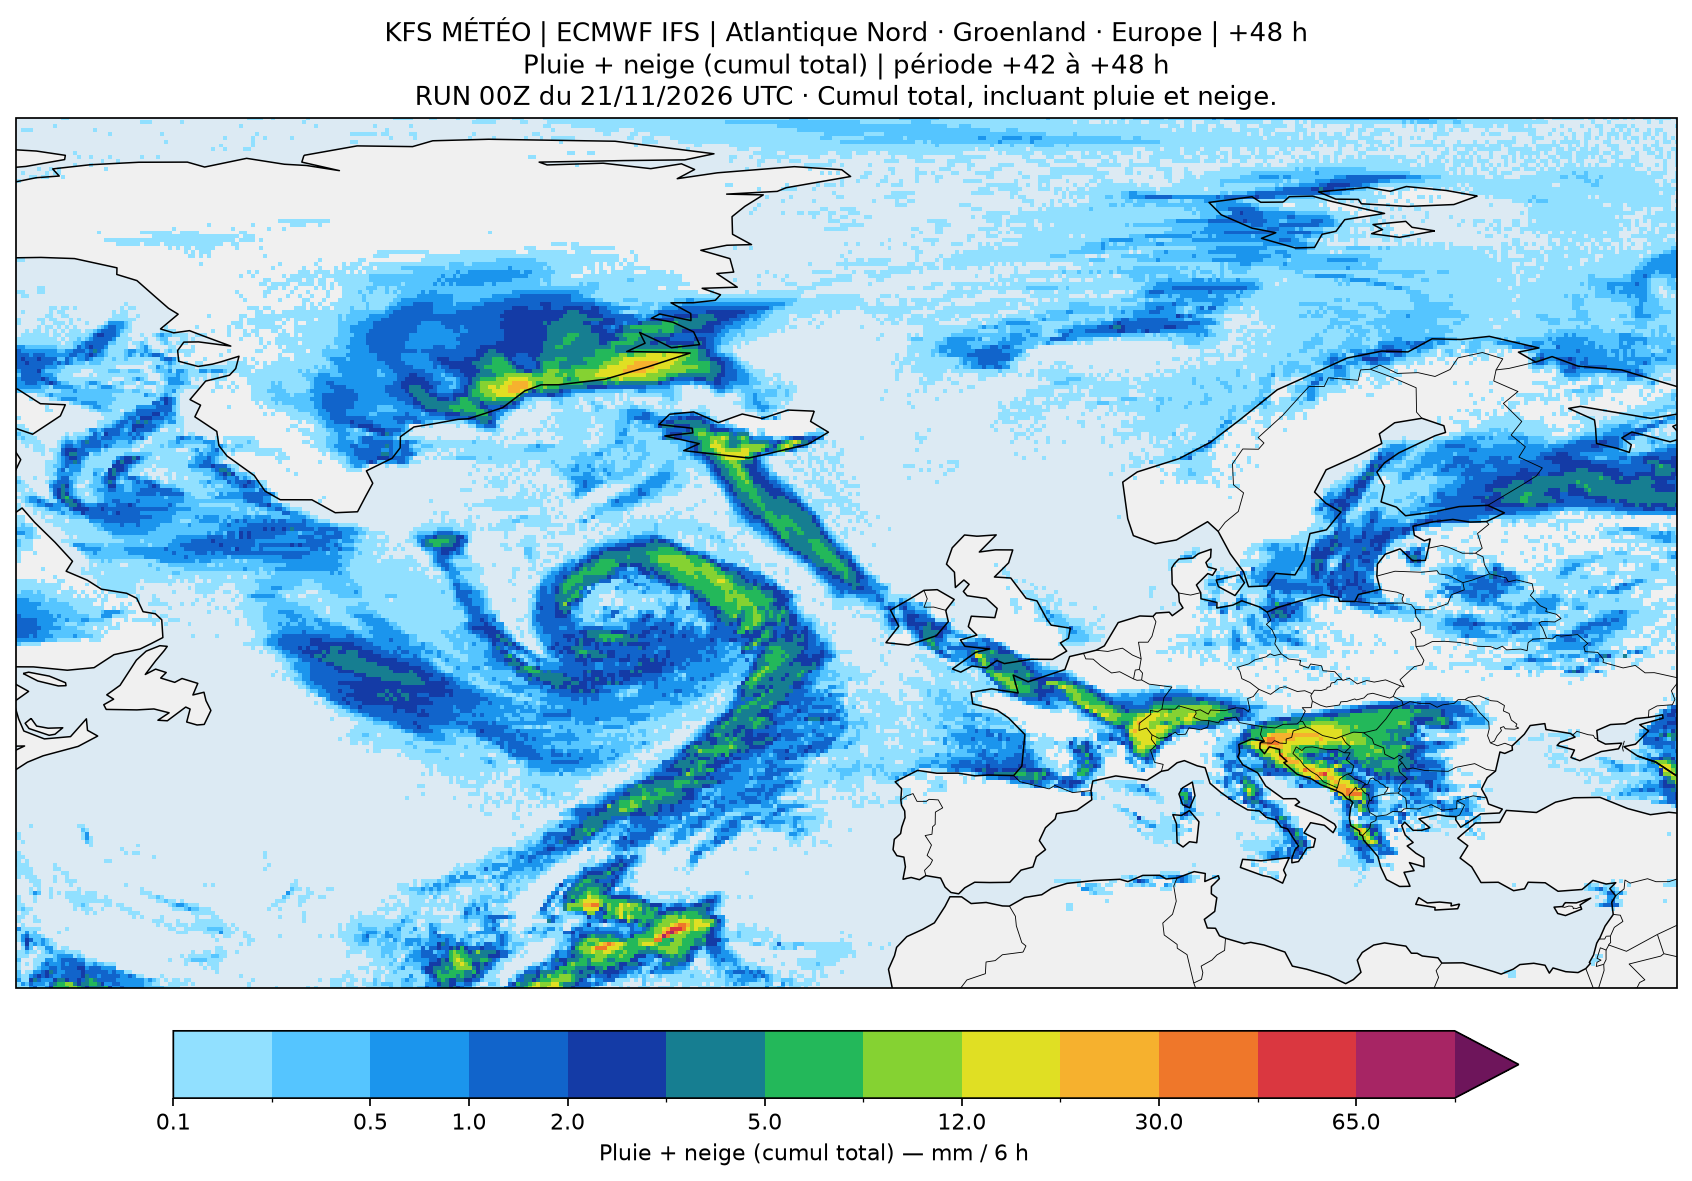 KFS MÉTÉO | ECMWF IFS | Atlantique Nord · Groenland · Europe | +48 h
Pluie + neige (cumul total) | période +42 à +48 h
RUN 00Z du 21/11/2026 UTC · Cumul total, incluant pluie et neige.
0.1 0.5 1.0 2.0 5.0 12.0 30.0 65.0
Pluie + neige (cumul total) — mm / 6 h